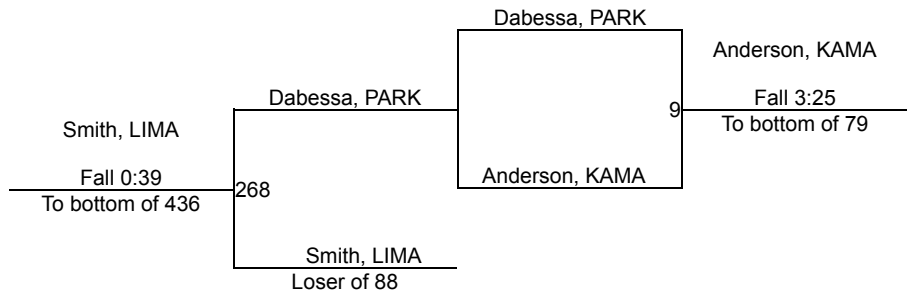 Dabessa, PARK
Anderson, KAMA
Dabessa, PARK
Fall 3:25
9
To bottom of 79
Smith, LIMA
Fall 0:39
Anderson, KAMA
268
To bottom of 436
Smith, LIMA
Loser of 88